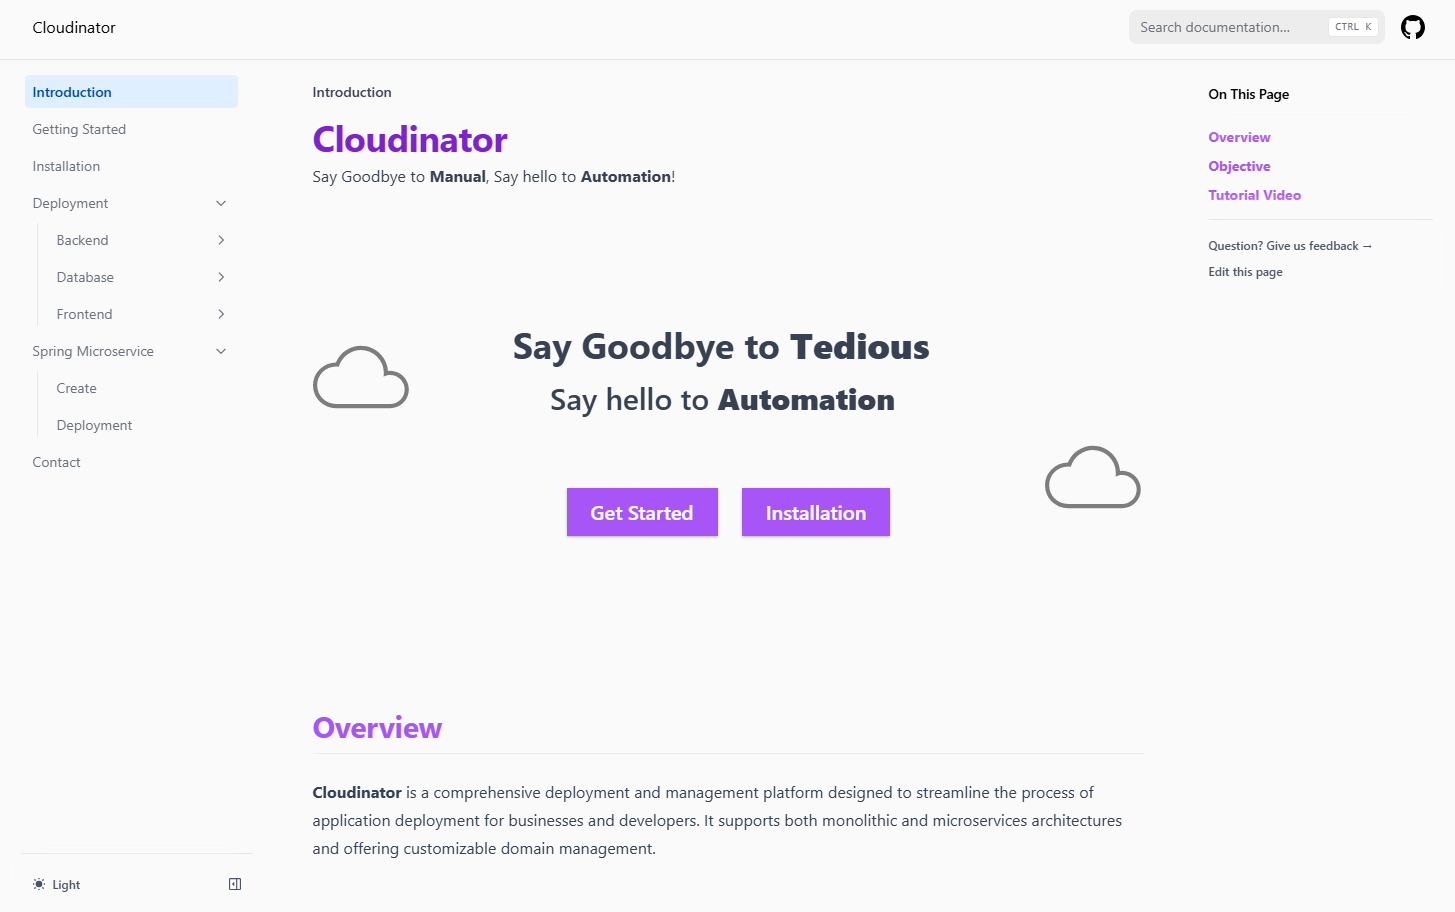 Cloudinator
Search documentation...
CTRL K
Introduction
Getting Started
Installation
Deployment
Backend
Database
Frontend
Spring Microservice
Create
Deployment
Contact
Light
Introduction
Cloudinator
Say Goodbye to Manual, Say hello to Automation!
Say Goodbye to Tedious
Say hello to Automation
Get Started
Installation
Overview
Cloudinator is a comprehensive deployment and management platform designed to streamline the process of
application deployment for businesses and developers. It supports both monolithic and microservices architectures
and offering customizable domain management.
On This Page
Overview
Objective
Tutorial Video
Question? Give us feedback →
Edit this page